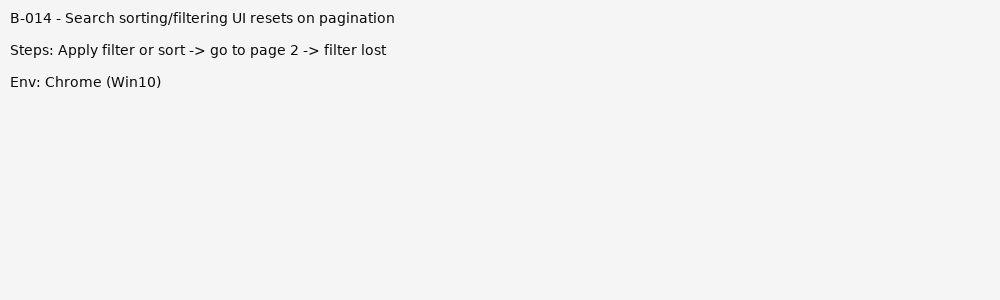 B-014 - Search sorting/filtering UI resets on pagination
Steps: Apply filter or sort -> go to page 2 -> filter lost
Env: Chrome (Win10)